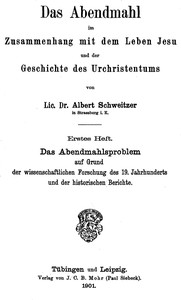 Das Abendmahl
im
Zusammenhang mit dem Leben Jesu
und der
Geschichte des Urchristentums
von
Lic. Dr. Albert Schweitzer
in Strassburg i. E.
Erstes Heft.
Das Abendmahlsproblem
auf Grund
der wissenschaftlichen Forschung des 19. Jahrhunderts
und der historischen Berichte.
Tübingen und Leipzig.
Verlag von J. C. B. Mohr (Paul Siebeck).
1901.